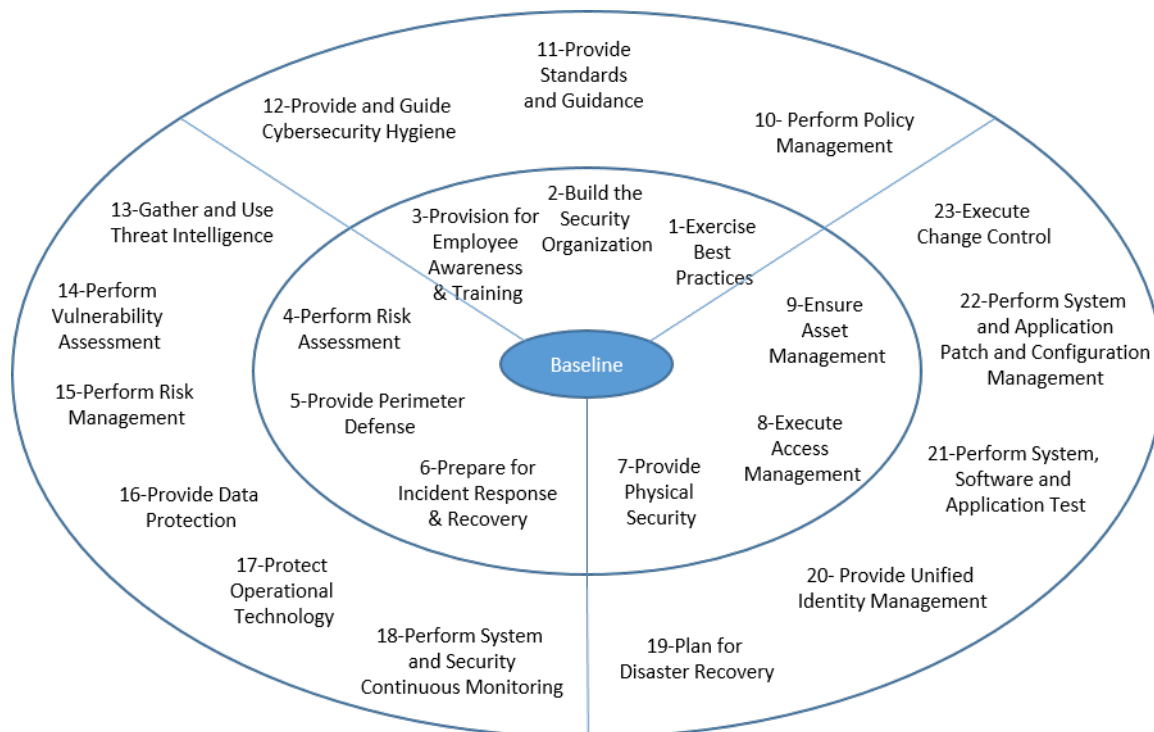 11-Provide
Standards
and Guidance
12-Provide and Guide
Cybersecurity Hygiene
10- Perform Policy
Management
2-Build the
Security
Organization
3-Provision for
Employee
Awareness
& Training
1-Exercise
Best
Practices
13-Gather and Use
Threat Intelligence
23-Execute
Change Control
14-Perform
Vulnerability
Assessment
4-Perform Risk
Assessment
9-Ensure
Asset
Management
22-Perform System
and Application
Patch and Configuration
Management
Baseline
15-Perform Risk
Management
5-Provide Perimeter
Defense
8-Execute
Access
Management
21-Perform System,
Software and
Application Test
6-Prepare for
Incident Response
& Recovery
7-Provide
Physical
Security
16-Provide Data
Protection
17-Protect
Operational
Technology
20- Provide Unified
Identity Management
18-Perform System
and Security
Continuous Monitoring
19-Plan for
Disaster Recovery